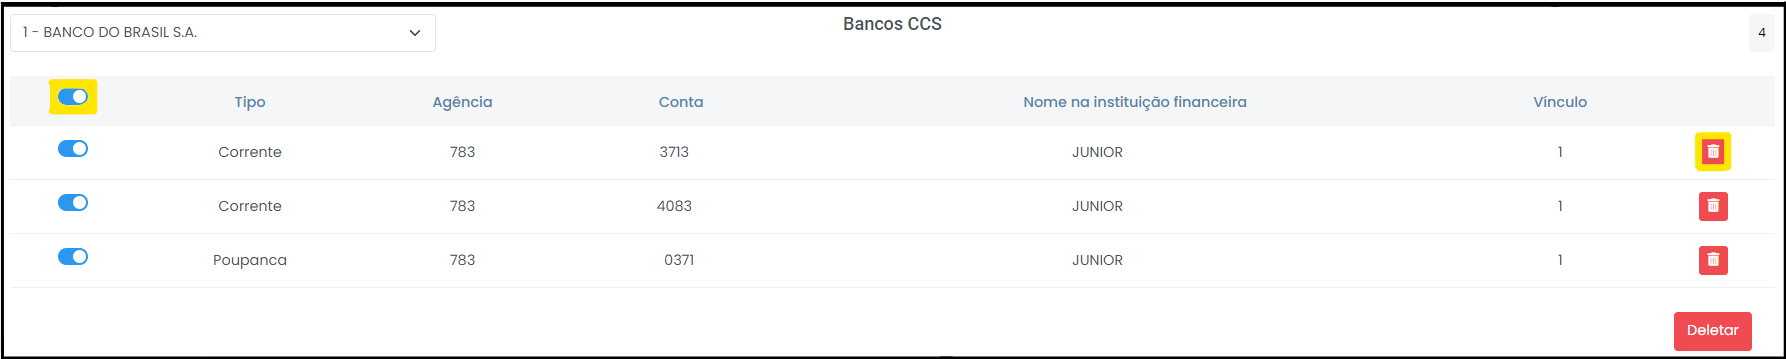 1 - BANCO DO BRASIL S.A.
Bancos CCS
4
Tipo Agência Conta Nome na instituição financeira Vínculo
Corrente 783 3713 JUNIOR 1
Corrente 783 4083 JUNIOR 1
Poupanca 783 0371 JUNIOR 1
Deletar